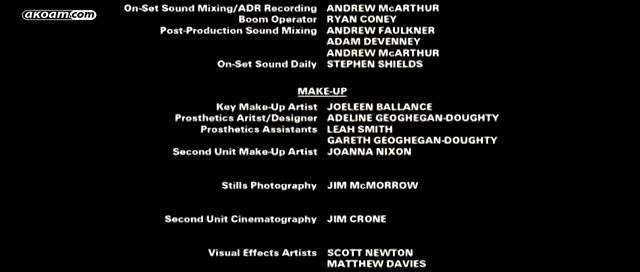 akoam.com
On-Set Sound Mixing/ADR Recording ANDREW McARTHUR
Boom Operator RYAN CONEY
Post-Production Sound Mixing ANDREW FAULKNER
ADAM DEVENNEY
ANDREW McARTHUR
On-Set Sound Daily STEPHEN SHIELDS
MAKE-UP
Key Make-Up Artist JOELEEN BALLANCE
Prosthetics Aritst/Designer ADELINE GEOGHEGAN-DOUGHTY
Prosthetics Assistants LEAH SMITH
GARETH GEOGHEGAN-DOUGHTY
Second Unit Make-Up Artist JOANNA NIXON
Stills Photography JIM McMORROW
Second Unit Cinematography JIM CRONE
Visual Effects Artists SCOTT NEWTON
MATTHEW DAVIES